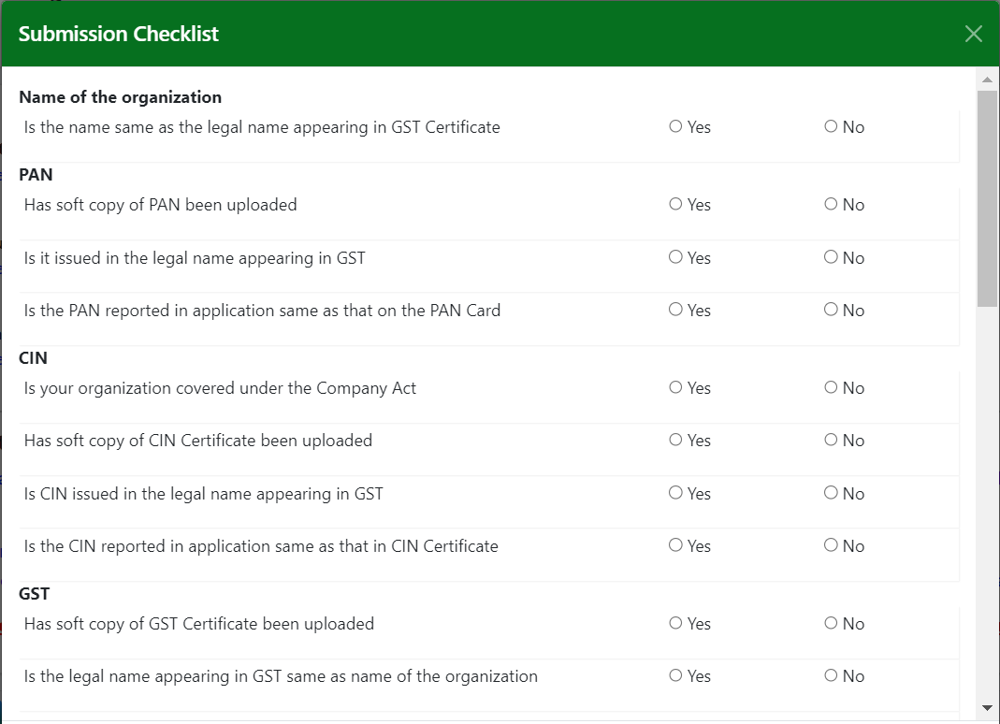 Submission Checklist
Name of the organization
Is the name same as the legal name appearing in GST Certificate Yes No
PAN
Has soft copy of PAN been uploaded Yes No
Is it issued in the legal name appearing in GST Yes No
Is the PAN reported in application same as that on the PAN Card Yes No
CIN
Is your organization covered under the Company Act Yes No
Has soft copy of CIN Certificate been uploaded Yes No
Is CIN issued in the legal name appearing in GST Yes No
Is the CIN reported in application same as that in CIN Certificate Yes No
GST
Has soft copy of GST Certificate been uploaded Yes No
Is the legal name appearing in GST same as name of the organization Yes No